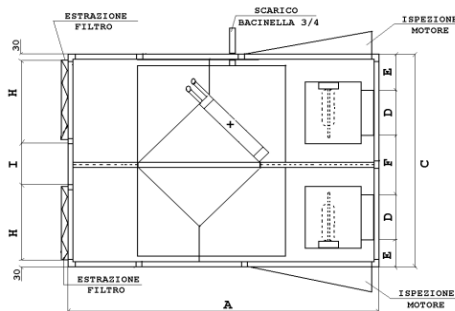 ESTRAZIONE
FILTRO
SCARICO
BACINELLA 3/4
ISPEZIONE
MOTORE
30
H
I
H
30
E
D
F
D
E
C
ESTRAZIONE
FILTRO
A
ISPEZIONE
MOTORE